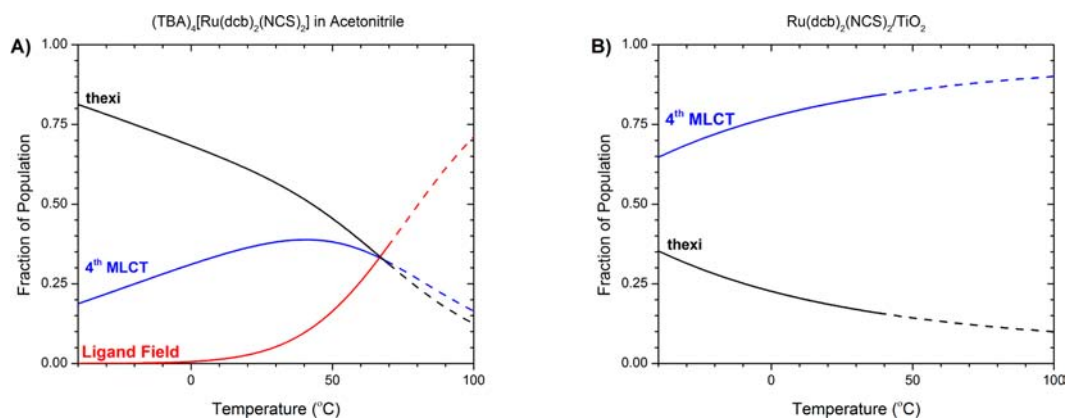 (TBA)₄[Ru(dcb)₂(NCS)₂] in Acetonitrile
A)
1.00
0.75
0.50
0.25
0.00
Fraction of Population
thexi
4th MLCT
Ligand Field
0
50
100
Temperature (°C)
Ru(dcb)₂(NCS)₂/TiO₂
B)
1.00
0.75
0.50
0.25
0.00
Fraction of Population
4th MLCT
thexi
0
50
100
Temperature (°C)